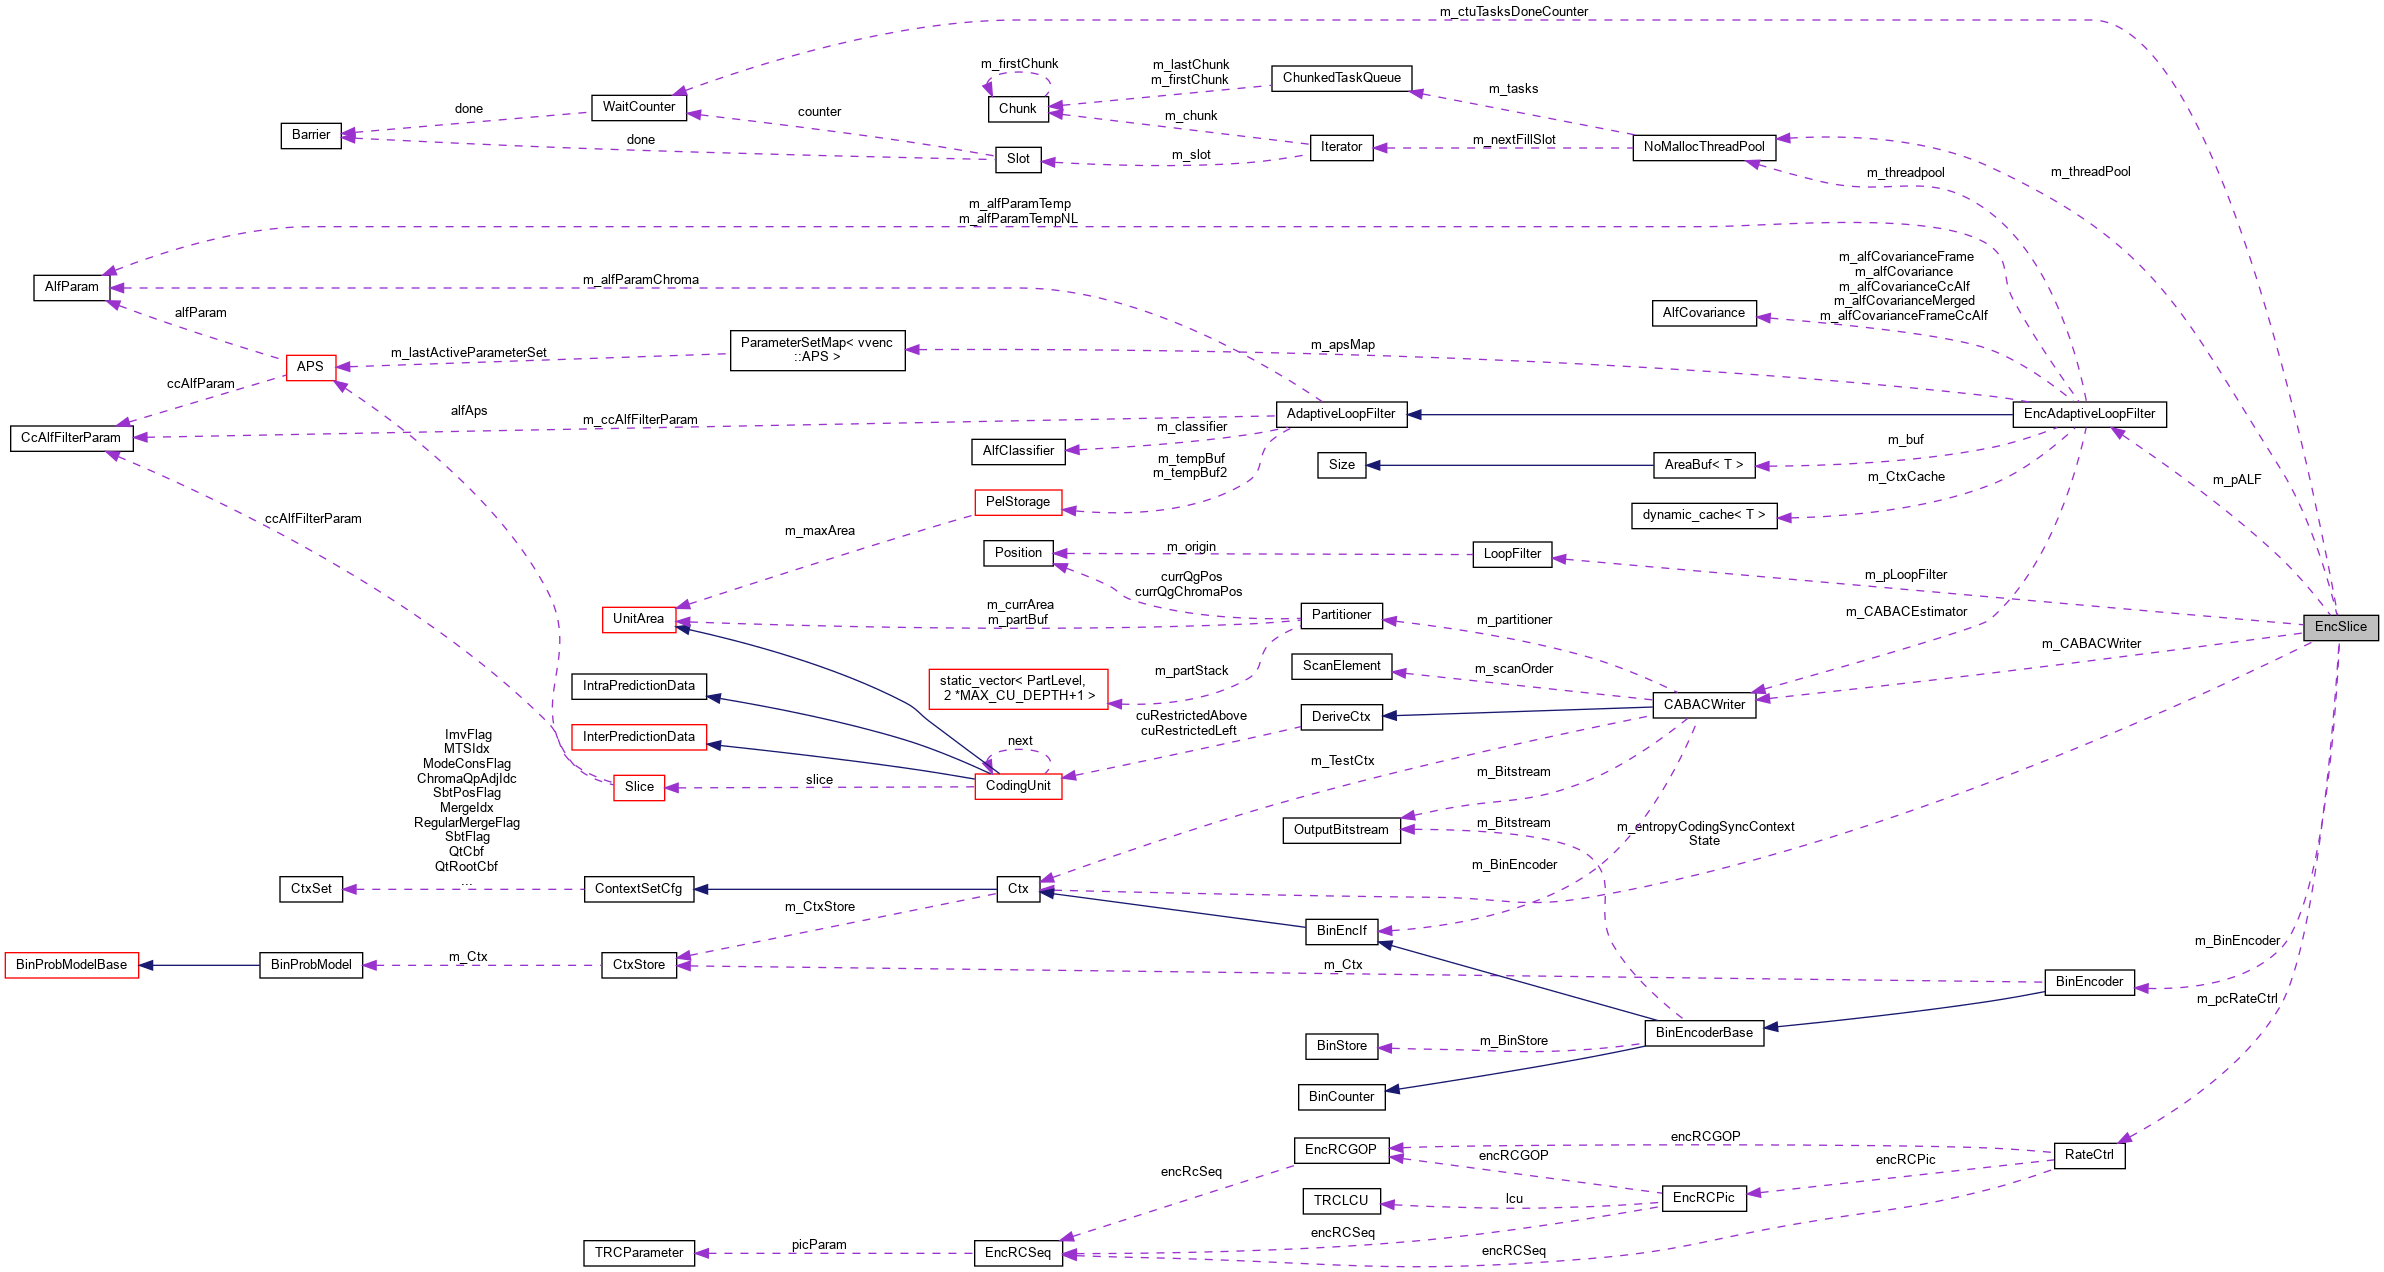 m_ctuTasksDoneCounter
m_firstChunk
m_lastChunk
m_firstChunk
ChunkedTaskQueue
m_tasks
done
WaitCounter
counter
Chunk
m_chunk
Barrier
done
Slot
m_slot
Iterator
m_nextFillSlot
NoMallocThreadPool
m_threadpool
m_threadPool
m_alfParamTemp
m_alfParamTempNL
AlfParam
m_alfParamChroma
m_alfCovarianceFrame
m_alfCovariance
m_alfCovarianceCcAlf
m_alfCovarianceMerged
m_alfCovarianceFrameCcAlf
AlfCovariance
alfParam
m_lastActiveParameterSet
ParameterSetMap< vvenc
::APS >
m_apsMap
APS
ccAlfParam
alfAps
m_ccAlfFilterParam
AdaptiveLoopFilter
EncAdaptiveLoopFilter
CcAlfFilterParam
m_classifier
AlfClassifier
m_tempBuf
m_tempBuf2
Size
AreaBuf< T >
m_buf
m_CtxCache
m_pALF
PelStorage
dynamic_cache< T >
ccAlfFilterParam
m_maxArea
Position
m_origin
LoopFilter
m_pLoopFilter
currQgPos
currQgChromaPos
m_CABACEstimator
UnitArea
m_currArea
m_partBuf
Partitioner
m_partitioner
EncSlice
m_CABACWriter
IntraPredictionData
static_vector< PartLevel,
2 *MAX_CU_DEPTH+1 >
m_partStack
ScanElement
m_scanOrder
CABACWriter
InterPredictionData
cuRestrictedAbove
cuRestrictedLeft
DeriveCtx
next
ImvFlag
MTSIdx
ModeConsFlag
ChromaQpAdjIdc
SbtPosFlag
MergeIdx
RegularMergeFlag
SbtFlag
QtCbf
QtRootCbf
...
Slice
slice
CodingUnit
m_TestCtx
m_Bitstream
OutputBitstream
m_Bitstream
m_entropyCodingSyncContext
State
m_BinEncoder
CtxSet
ContextSetCfg
Ctx
m_CtxStore
BinEncIf
m_BinEncoder
BinProbModelBase
BinProbModel
m_Ctx
CtxStore
m_Ctx
BinEncoder
m_pcRateCtrl
BinEncoderBase
BinStore
m_BinStore
BinCounter
EncRCGOP
encRCGOP
encRCGOP
encRCPic
RateCtrl
encRcSeq
TRCLCU
lcu
EncRCPic
encRCSeq
TRCParameter
picParam
EncRCSeq
encRCSeq